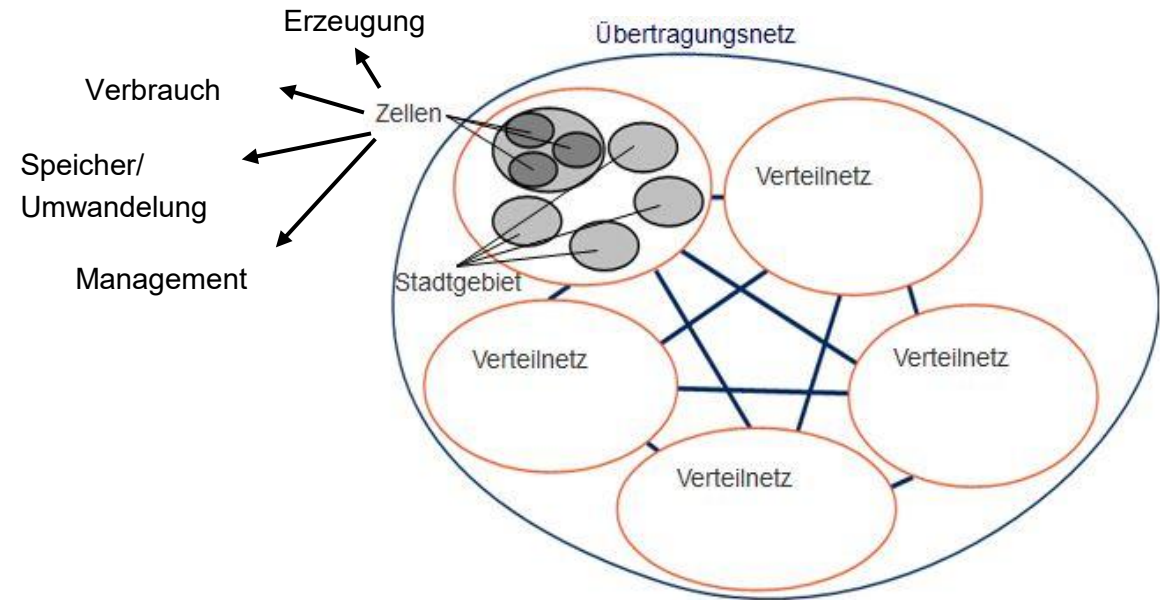 Erzeugung
Übertragungsnetz
Verbrauch
Zellen
Speicher/
Umwandelung
Verteilnetz
Management
Stadtgebiet
Verteilnetz
Verteilnetz
Verteilnetz